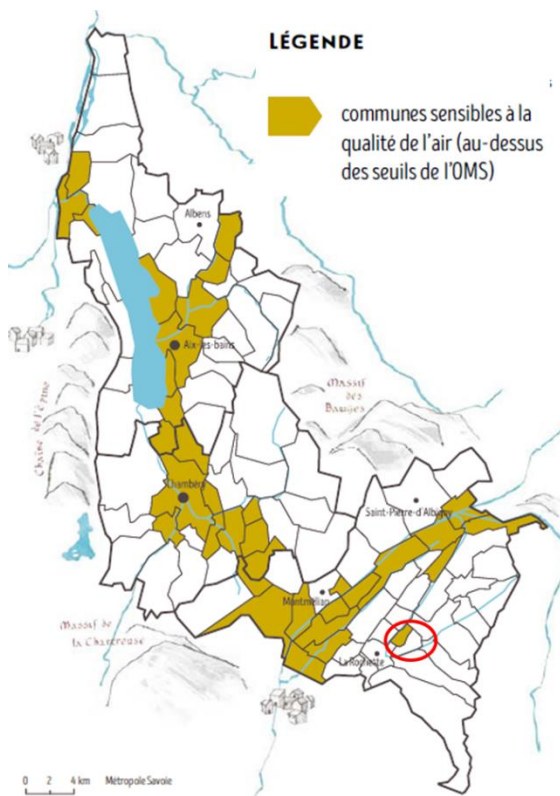 LÉGENDE
communes sensibles à la
qualité de l'air (au-dessus
des seuils de l'OMS)
Albens
Aix-les-bains
Chaîne de l'Épine
Massif
des
Bauges
Chambéry
Saint-Pierre-d'Albigny
Montmélian
Massif de
la Chartreuse
La Rochette
0 2 4 km Métropole Savoie